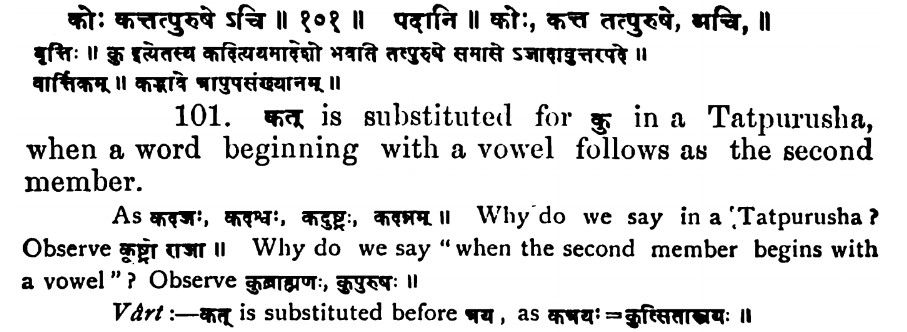 कोः कत्तत्पुरुषे ऽचि ॥ १०१ ॥ पदानि ॥ कोः, कत्त तत्पुरुषे, अचि, ॥
वृत्तिः ॥ कु इत्येतस्य कदित्ययमादेशो भवति तत्पुरुषे समासे ऽजादावुत्तरपदे ॥
वार्त्तिकम् ॥ कद्भावे त्रापुपसंख्यानम् ॥
101. कत् is substituted for कु in a Tatpurusha,
when a word beginning with a vowel follows as the second
member.
As कदजः, कदश्वः, कदुष्ट्रः, कदन्नम् ॥ Why do we say in a Tatpurusha?
Observe कूष्ट्रो राजा ॥ Why do we say "when the second member begins with
a vowel"? Observe कुब्राह्मणः, कुपुरुषः ॥
Vârt :—कत् is substituted before त्रय, as कत्रयः=कुत्सितास्त्रयः ॥